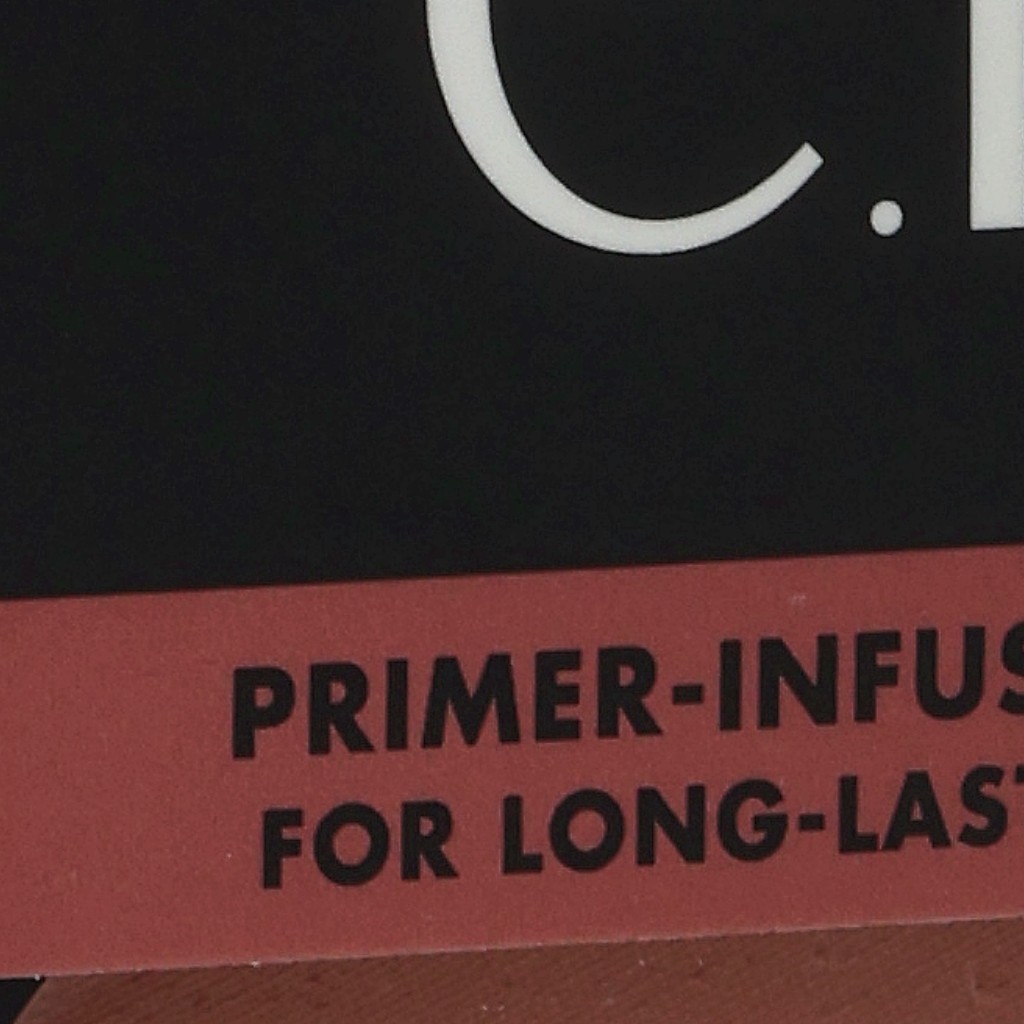 C.
PRIMER-INFUS
FOR LONG-LAST